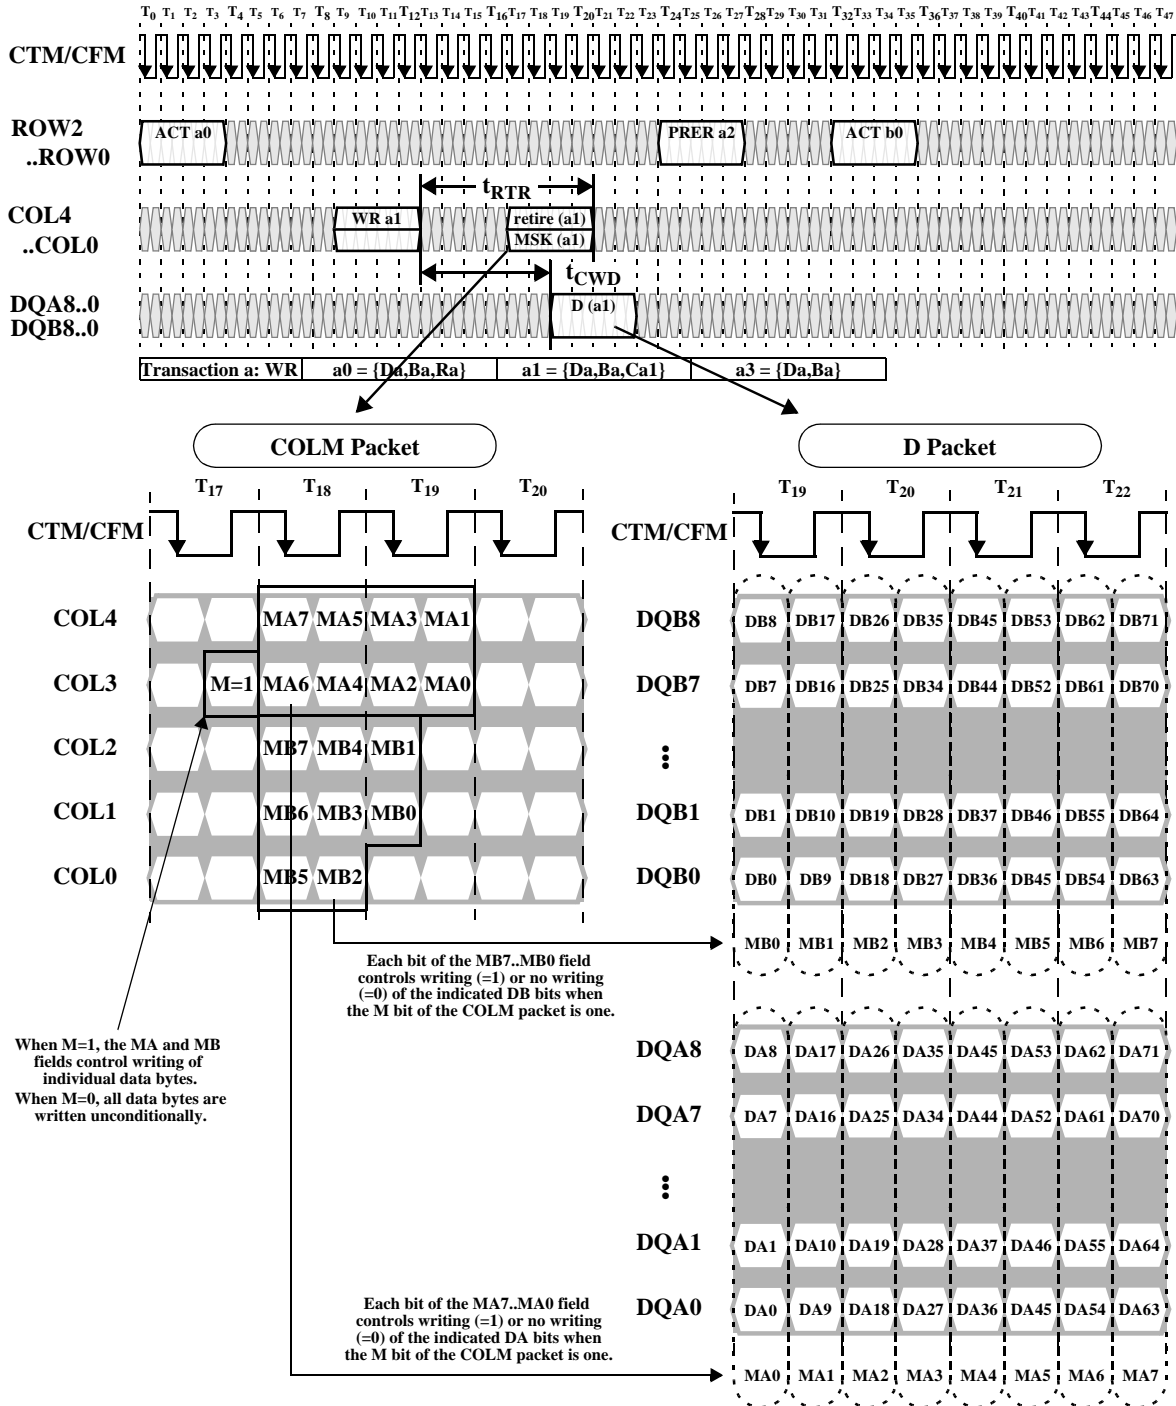 T0 T1 T2 T3 T4 T5 T6 T7 T8 T9 T10 T11 T12 T13 T14 T15 T16 T17 T18 T19 T20 T21 T22 T23 T24 T25 T26 T27 T28 T29 T30 T31 T32 T33 T34 T35 T36 T37 T38 T39 T40 T41 T42 T43 T44 T45 T46 T47
CTM/CFM
ROW2
..ROW0
ACT a0 PRER a2 ACT b0
tRTR
COL4
..COL0
WR a1 retire (a1)
MSK (a1)
tCWD
DQA8..0
DQB8..0
D (a1)
Transaction a: WR a0 = {Da,Ba,Ra} a1 = {Da,Ba,Ca1} a3 = {Da,Ba}
COLM Packet
T17 T18 T19 T20
CTM/CFM
COL4 MA7 MA5 MA3 MA1
COL3 M=1 MA6 MA4 MA2 MA0
COL2 MB7 MB4 MB1
COL1 MB6 MB3 MB0
COL0 MB5 MB2
Each bit of the MB7..MB0 field
controls writing (=1) or no writing
(=0) of the indicated DB bits when
the M bit of the COLM packet is one.
When M=1, the MA and MB
fields control writing of
individual data bytes.
When M=0, all data bytes are
written unconditionally.
Each bit of the MA7..MA0 field
controls writing (=1) or no writing
(=0) of the indicated DA bits when
the M bit of the COLM packet is one.
D Packet
T19 T20 T21 T22
CTM/CFM
DQB8 DB8 DB17 DB26 DB35 DB45 DB53 DB62 DB71
DQB7 DB7 DB16 DB25 DB34 DB44 DB52 DB61 DB70
DQB1 DB1 DB10 DB19 DB28 DB37 DB46 DB55 DB64
DQB0 DB0 DB9 DB18 DB27 DB36 DB45 DB54 DB63
MB0 MB1 MB2 MB3 MB4 MB5 MB6 MB7
DQA8 DA8 DA17 DA26 DA35 DA45 DA53 DA62 DA71
DQA7 DA7 DA16 DA25 DA34 DA44 DA52 DA61 DA70
DQA1 DA1 DA10 DA19 DA28 DA37 DA46 DA55 DA64
DQA0 DA0 DA9 DA18 DA27 DA36 DA45 DA54 DA63
MA0 MA1 MA2 MA3 MA4 MA5 MA6 MA7